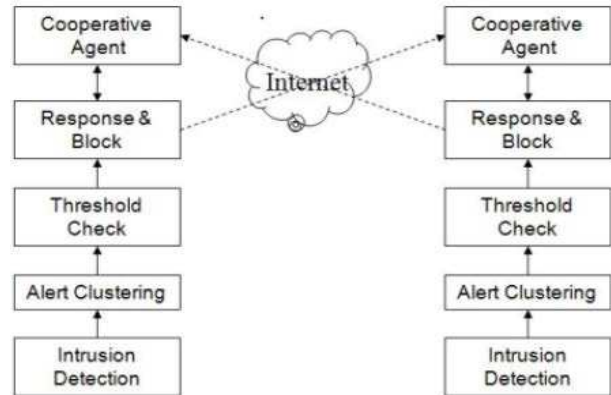 Cooperative
Agent
Response &
Block
Threshold
Check
Alert Clustering
Intrusion
Detection
Internet
Cooperative
Agent
Response &
Block
Threshold
Check
Alert Clustering
Intrusion
Detection